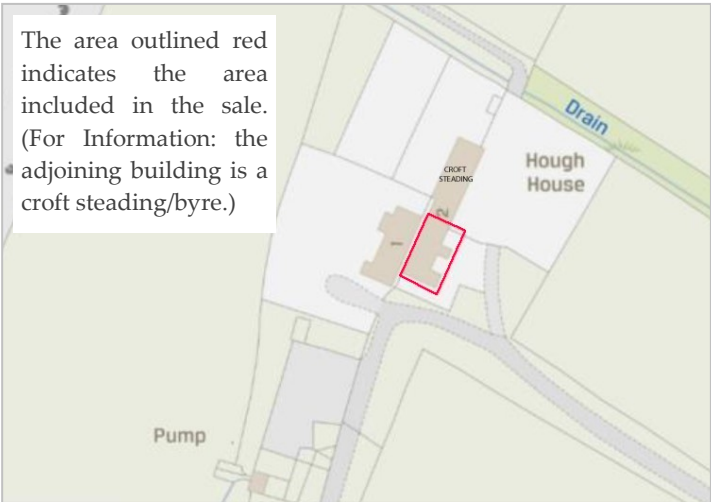 The area outlined red
indicates the area
included in the sale.
(For Information: the
adjoining building is a
croft steading/byre.)
Drain
CROFT
STEADING
Hough
House
2
1
Pump